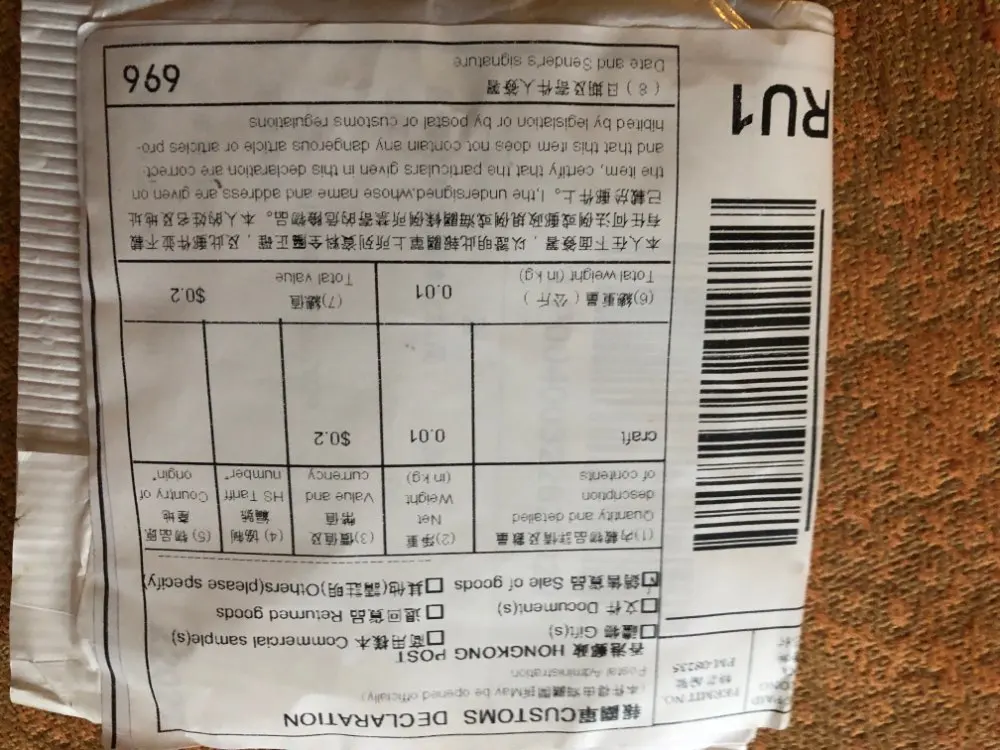 報關單CUSTOMS DECLARATION
(本件得由海關開拆May be opened officially)
Postal Administration
香港郵政 HONGKONG POST
禮物 Gift(s)
商用樣本 Commercial sample(s)
文件 Document(s)
退回貨品 Returned goods
銷售貨品 Sale of goods
其他(請註明)Others(please specify)
(1)內載物品詳情及數量
Quantity and detailed
description
of contents
(2)淨重
Net
Weight
(in kg)
(3)價值及
幣值
Value and
currency
(4) 協制
編號
HS Tariff
number*
(5) 物品原
產地
Country of
origin*
craft
0.01
$0.2
(6)總重量 ( 公斤 )
Total weight (in kg)
0.01
(7)總值
Total value
$0.2
本人在下面簽署,以證明此報關單上所列資料全屬正確,及此郵件並不載
有任何法例或郵政規例或海關條例所禁寄的危險物品。本人的姓名及地址
已載於郵件上。I,the undersigned,whose name and address,are given on
the item, certify that the particulars given in this declaration are correct
and that this item does not contain any dangerous article or articles pro-
hibited by legislation or by postal or customs regulations
(8)日期及寄件人簽署
Date and Sender's signature
696
PAID
PERMIT NO.
特許編號
PM-08235
RU1